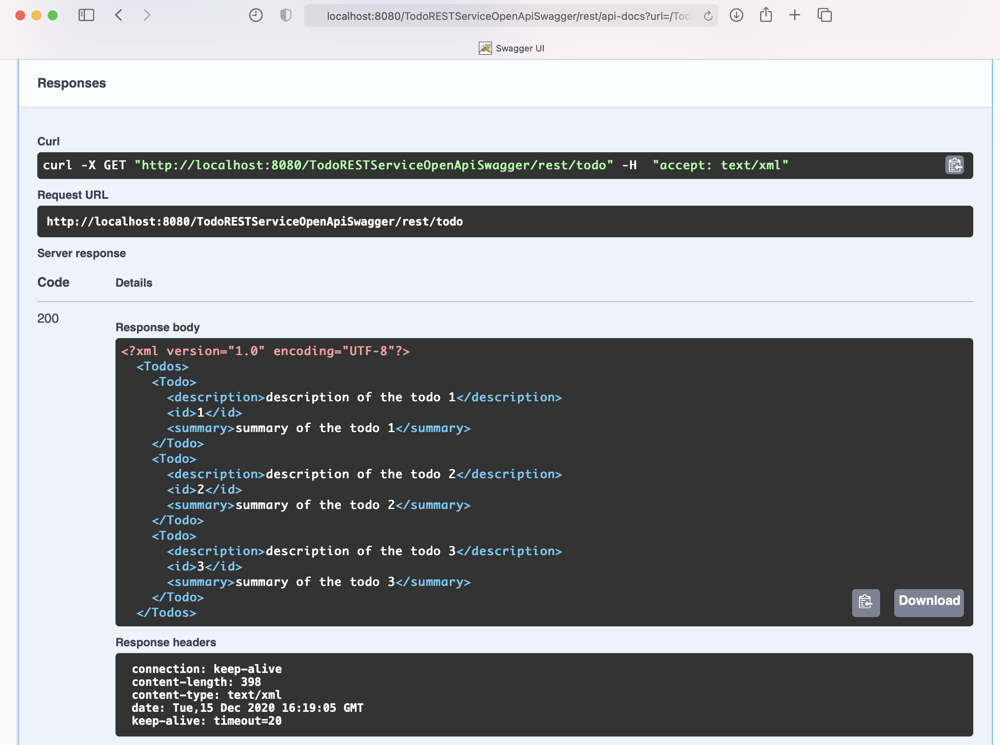 localhost:8080/TodoRESTServiceOpenApiSwagger/rest/api-docs?url=/Tod
Swagger UI
Responses
Curl
curl -X GET "http://localhost:8080/TodoRESTServiceOpenApiSwagger/rest/todo" -H  "accept: text/xml"
Request URL
http://localhost:8080/TodoRESTServiceOpenApiSwagger/rest/todo
Server response
Code Details
200
Response body
<?xml version="1.0" encoding="UTF-8"?>
<Todos>
<Todo>
<description>description of the todo 1</description>
<id>1</id>
<summary>summary of the todo 1</summary>
</Todo>
<Todo>
<description>description of the todo 2</description>
<id>2</id>
<summary>summary of the todo 2</summary>
</Todo>
<Todo>
<description>description of the todo 3</description>
<id>3</id>
<summary>summary of the todo 3</summary>
</Todo>
</Todos>
Download
Response headers
connection: keep-alive
content-length: 398
content-type: text/xml
date: Tue,15 Dec 2020 16:19:05 GMT
keep-alive: timeout=20